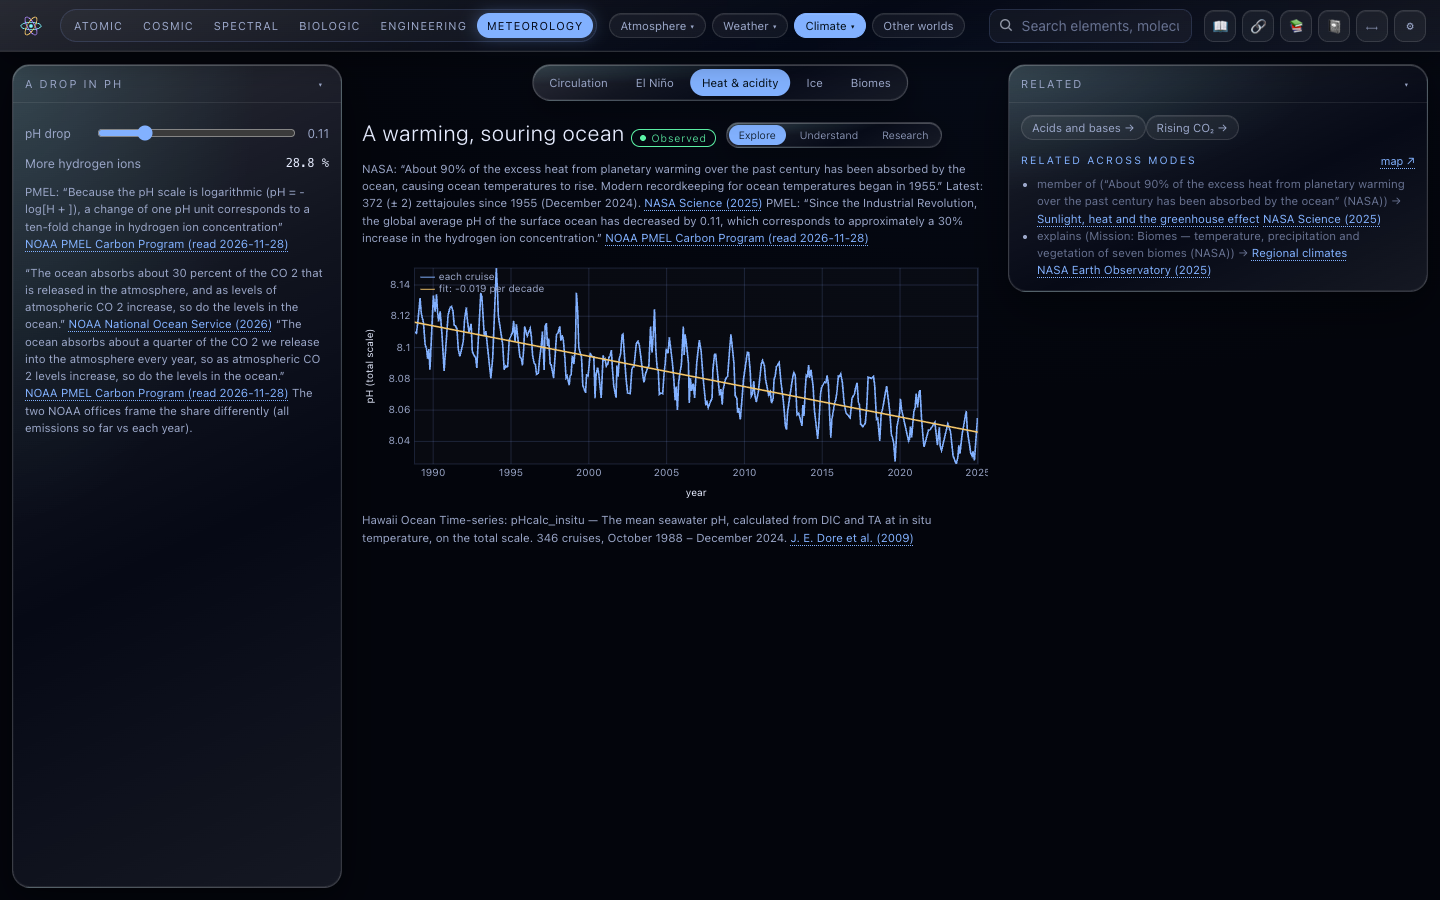 ATOMIC COSMIC SPECTRAL BIOLOGIC ENGINEERING METEOROLOGY Atmosphere ▾ Weather ▾ Climate ▾ Other worlds Search elements, molecu
A DROP IN PH
pH drop 0.11
More hydrogen ions 28.8 %
PMEL: “Because the pH scale is logarithmic (pH = -
log[H + ]), a change of one pH unit corresponds to a
ten-fold change in hydrogen ion concentration”
NOAA PMEL Carbon Program (read 2026-11-28)
“The ocean absorbs about 30 percent of the CO 2 that
is released in the atmosphere, and as levels of
atmospheric CO 2 increase, so do the levels in the
ocean.” NOAA National Ocean Service (2026) “The
ocean absorbs about a quarter of the CO 2 we release
into the atmosphere every year, so as atmospheric CO
2 levels increase, so do the levels in the ocean.”
NOAA PMEL Carbon Program (read 2026-11-28) The
two NOAA offices frame the share differently (all
emissions so far vs each year).
Circulation El Niño Heat & acidity Ice Biomes
A warming, souring ocean Observed Explore Understand Research
NASA: “About 90% of the excess heat from planetary warming over the past century has been absorbed by the
ocean, causing ocean temperatures to rise. Modern recordkeeping for ocean temperatures began in 1955.” Latest:
372 (± 2) zettajoules since 1955 (December 2024). NASA Science (2025) PMEL: “Since the Industrial Revolution,
the global average pH of the surface ocean has decreased by 0.11, which corresponds to approximately a 30%
increase in the hydrogen ion concentration.” NOAA PMEL Carbon Program (read 2026-11-28)
each cruise
fit: -0.019 per decade
8.14
8.12
8.1
8.08
8.06
8.04
pH (total scale)
1990 1995 2000 2005 2010 2015 2020 2025
year
Hawaii Ocean Time-series: pHcalc_insitu — The mean seawater pH, calculated from DIC and TA at in situ
temperature, on the total scale. 346 cruises, October 1988 – December 2024. J. E. Dore et al. (2009)
RELATED
Acids and bases → Rising CO₂ →
RELATED ACROSS MODES map ↗
member of (“About 90% of the excess heat from planetary warming
over the past century has been absorbed by the ocean” (NASA)) →
Sunlight, heat and the greenhouse effect NASA Science (2025)
explains (Mission: Biomes — temperature, precipitation and
vegetation of seven biomes (NASA)) → Regional climates
NASA Earth Observatory (2025)